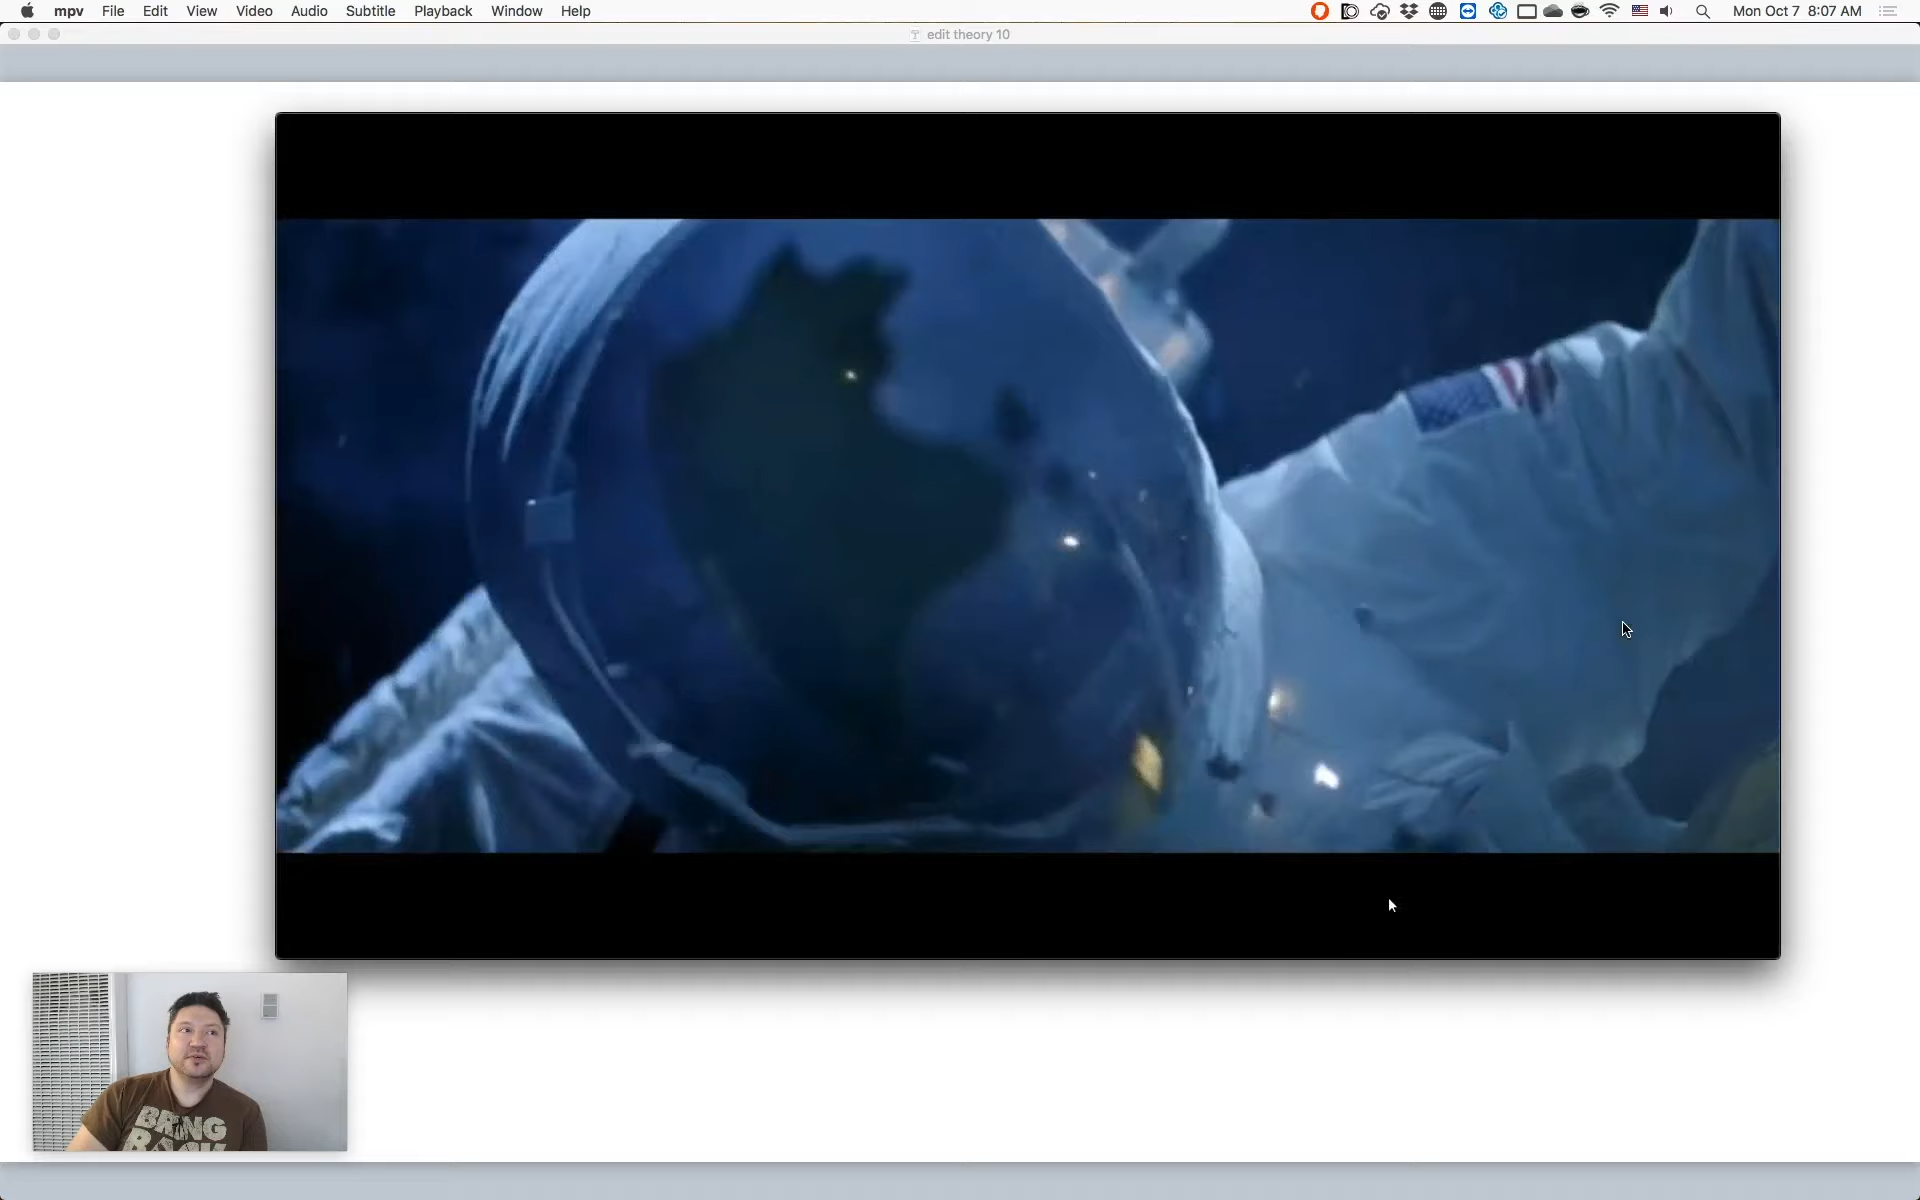 mpv File Edit View Video Audio Subtitle Playback Window Help Mon Oct 7 8:07 AM
edit theory 10
BRING
BACK